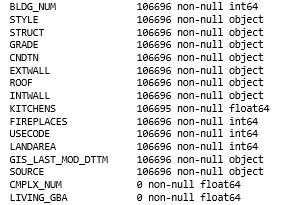 BLDG_NUM 106696 non-null int64
STYLE 106696 non-null object
STRUCT 106696 non-null object
GRADE 106696 non-null object
CNDTN 106696 non-null object
EXTWALL 106696 non-null object
ROOF 106696 non-null object
INTWALL 106696 non-null object
KITCHENS 106695 non-null float64
FIREPLACES 106696 non-null int64
USECODE 106696 non-null int64
LANDAREA 106696 non-null int64
GIS_LAST_MOD_DTTM 106696 non-null object
SOURCE 106696 non-null object
CMPLX_NUM 0 non-null float64
LIVING_GBA 0 non-null float64